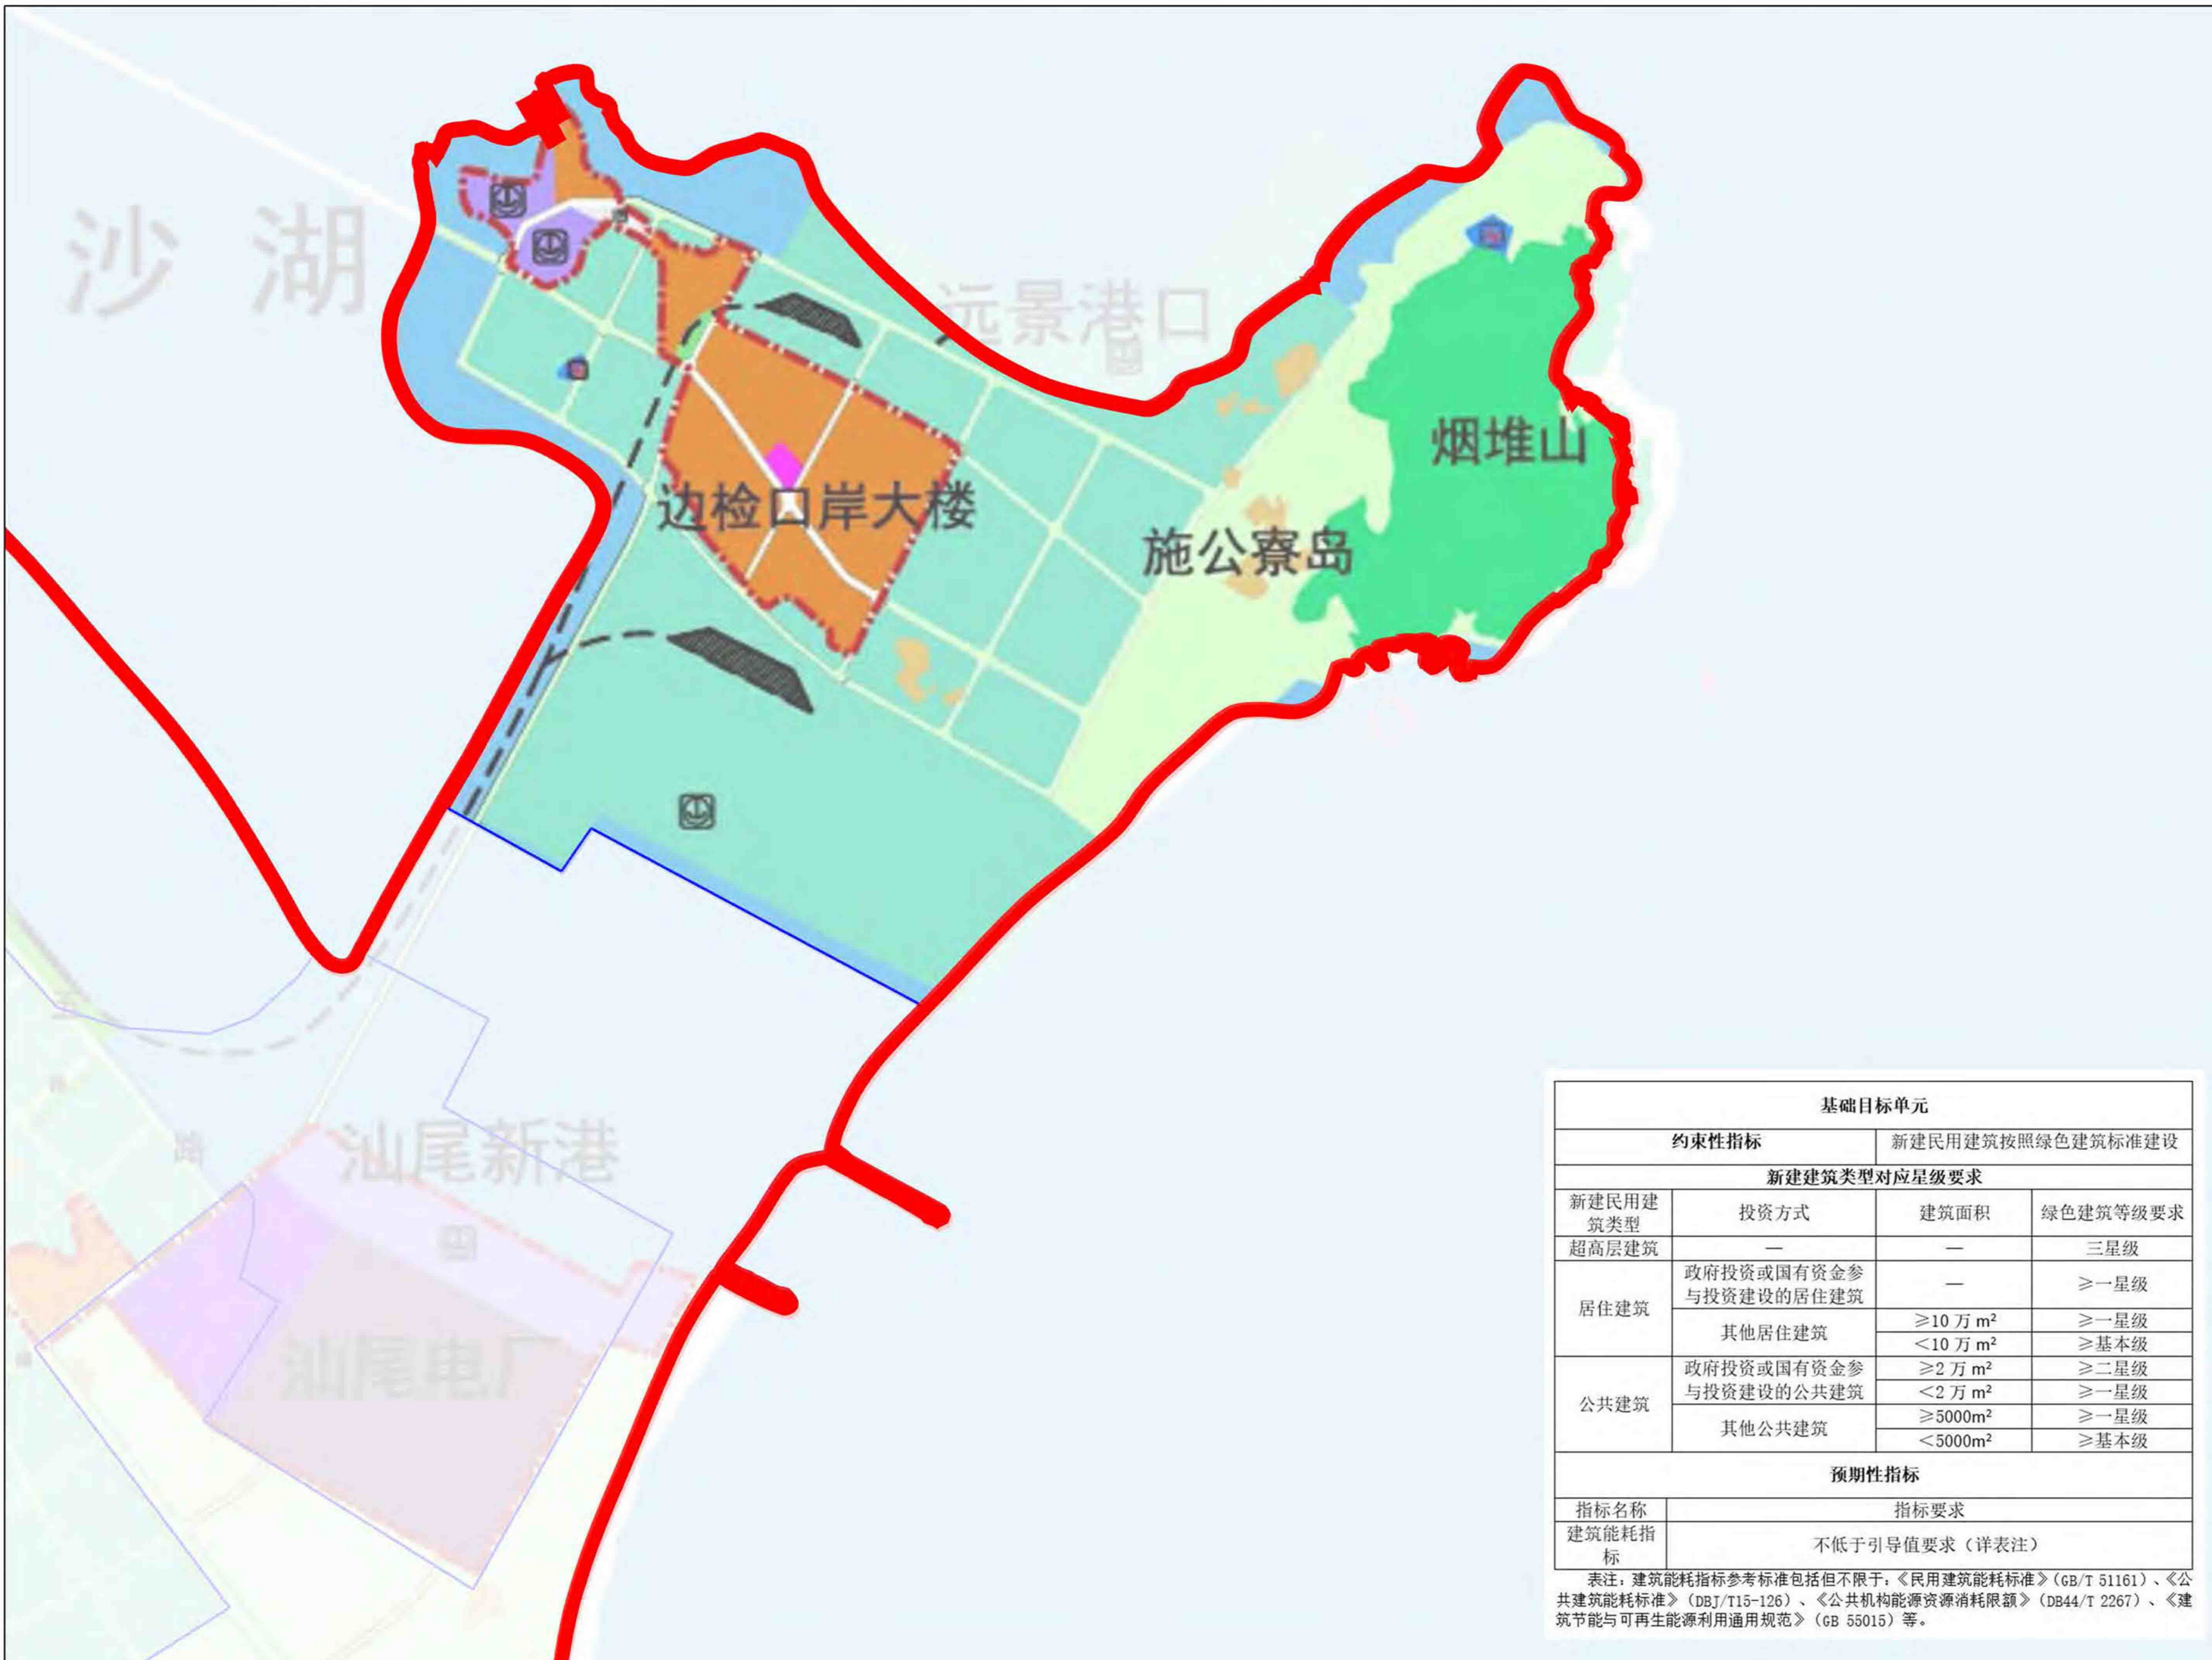 沙湖
远景港口
烟堆山
边检口岸大楼
施公寮岛
汕尾新港
路
汕尾电厂
基础目标单元
约束性指标 新建民用建筑按照绿色建筑标准建设
新建建筑类型对应星级要求
新建民用建筑类型 投资方式 建筑面积 绿色建筑等级要求
超高层建筑 — — 三星级
居住建筑 政府投资或国有资金参与投资建设的居住建筑 — ≥一星级
其他居住建筑 ≥10 万 m² ≥一星级
<10 万 m² ≥基本级
公共建筑 政府投资或国有资金参与投资建设的公共建筑 ≥2 万 m² ≥二星级
<2 万 m² ≥一星级
其他公共建筑 ≥5000m² ≥一星级
<5000m² ≥基本级
预期性指标
指标名称 指标要求
建筑能耗指标 不低于引导值要求（详表注）
表注：建筑能耗指标参考标准包括但不限于：《民用建筑能耗标准》（GB/T 51161）、《公
共建筑能耗标准》（DBJ/T15-126）、《公共机构能源资源消耗限额》（DB44/T 2267）、《建
筑节能与可再生能源利用通用规范》（GB 55015）等。